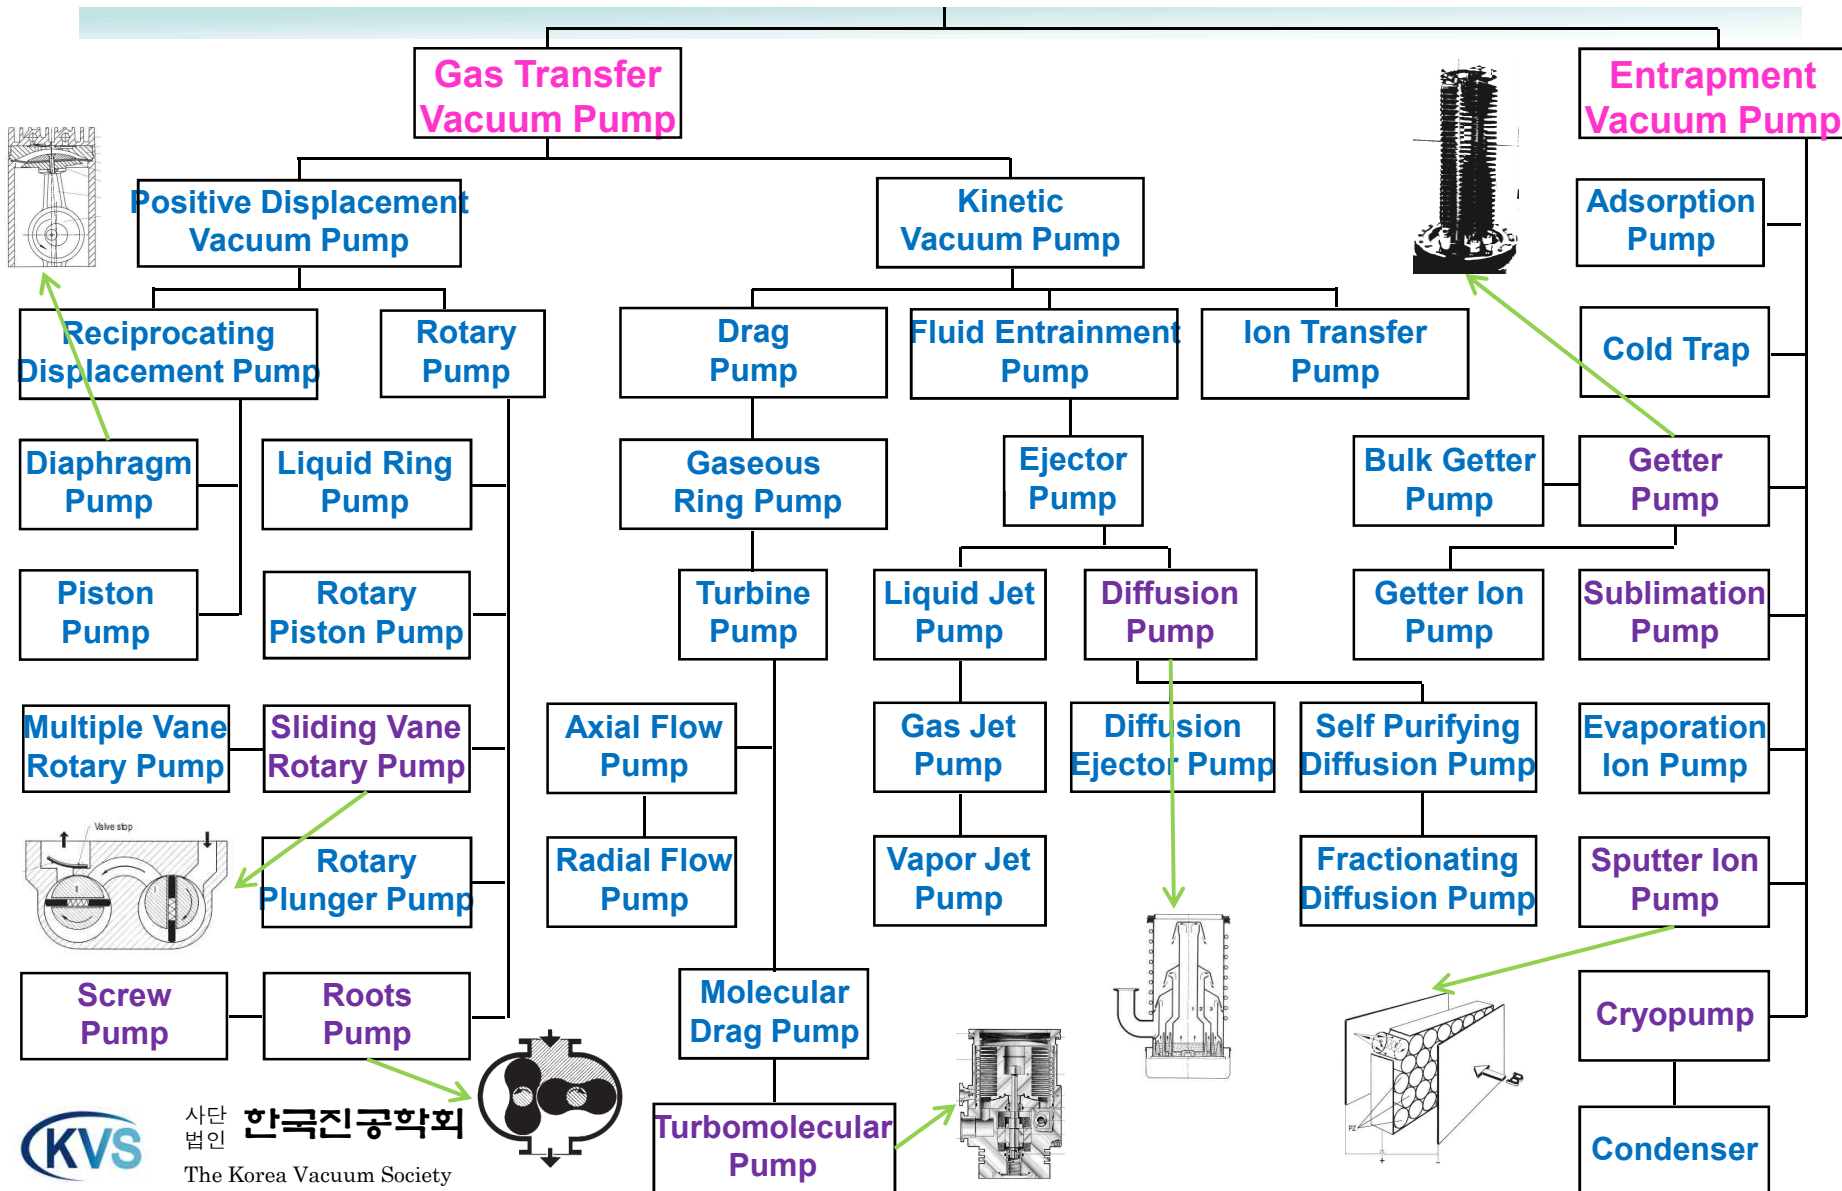 Gas Transfer
Vacuum Pump
Entrapment
Vacuum Pump
Positive Displacement
Vacuum Pump
Kinetic
Vacuum Pump
Adsorption
Pump
Reciprocating
Displacement Pump
Rotary
Pump
Drag
Pump
Fluid Entrainment
Pump
Ion Transfer
Pump
Cold Trap
Diaphragm
Pump
Liquid Ring
Pump
Gaseous
Ring Pump
Ejector
Pump
Bulk Getter
Pump
Getter
Pump
Piston
Pump
Rotary
Piston Pump
Turbine
Pump
Liquid Jet
Pump
Diffusion
Pump
Getter Ion
Pump
Sublimation
Pump
Multiple Vane
Rotary Pump
Sliding Vane
Rotary Pump
Axial Flow
Pump
Gas Jet
Pump
Diffusion
Ejector Pump
Self Purifying
Diffusion Pump
Evaporation
Ion Pump
Valve stop
Rotary
Plunger Pump
Radial Flow
Pump
Vapor Jet
Pump
Fractionating
Diffusion Pump
Sputter Ion
Pump
Screw
Pump
Roots
Pump
Molecular
Drag Pump
1 2 3
Cryopump
B
PZ
+ −
Turbomolecular
Pump
Condenser
KVS
사단
법인
한국진공학회
The Korea Vacuum Society